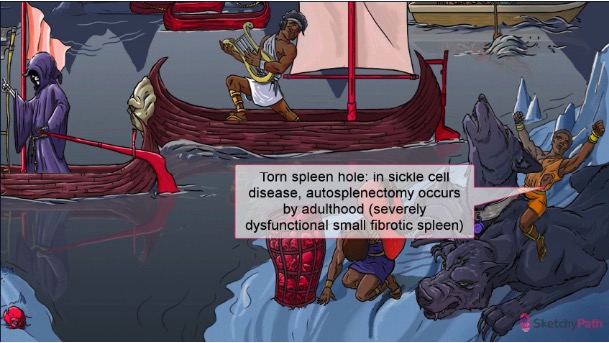 Torn spleen hole: in sickle cell
disease, autosplenectomy occurs
by adulthood (severely
dysfunctional small fibrotic spleen)
SketchyPath